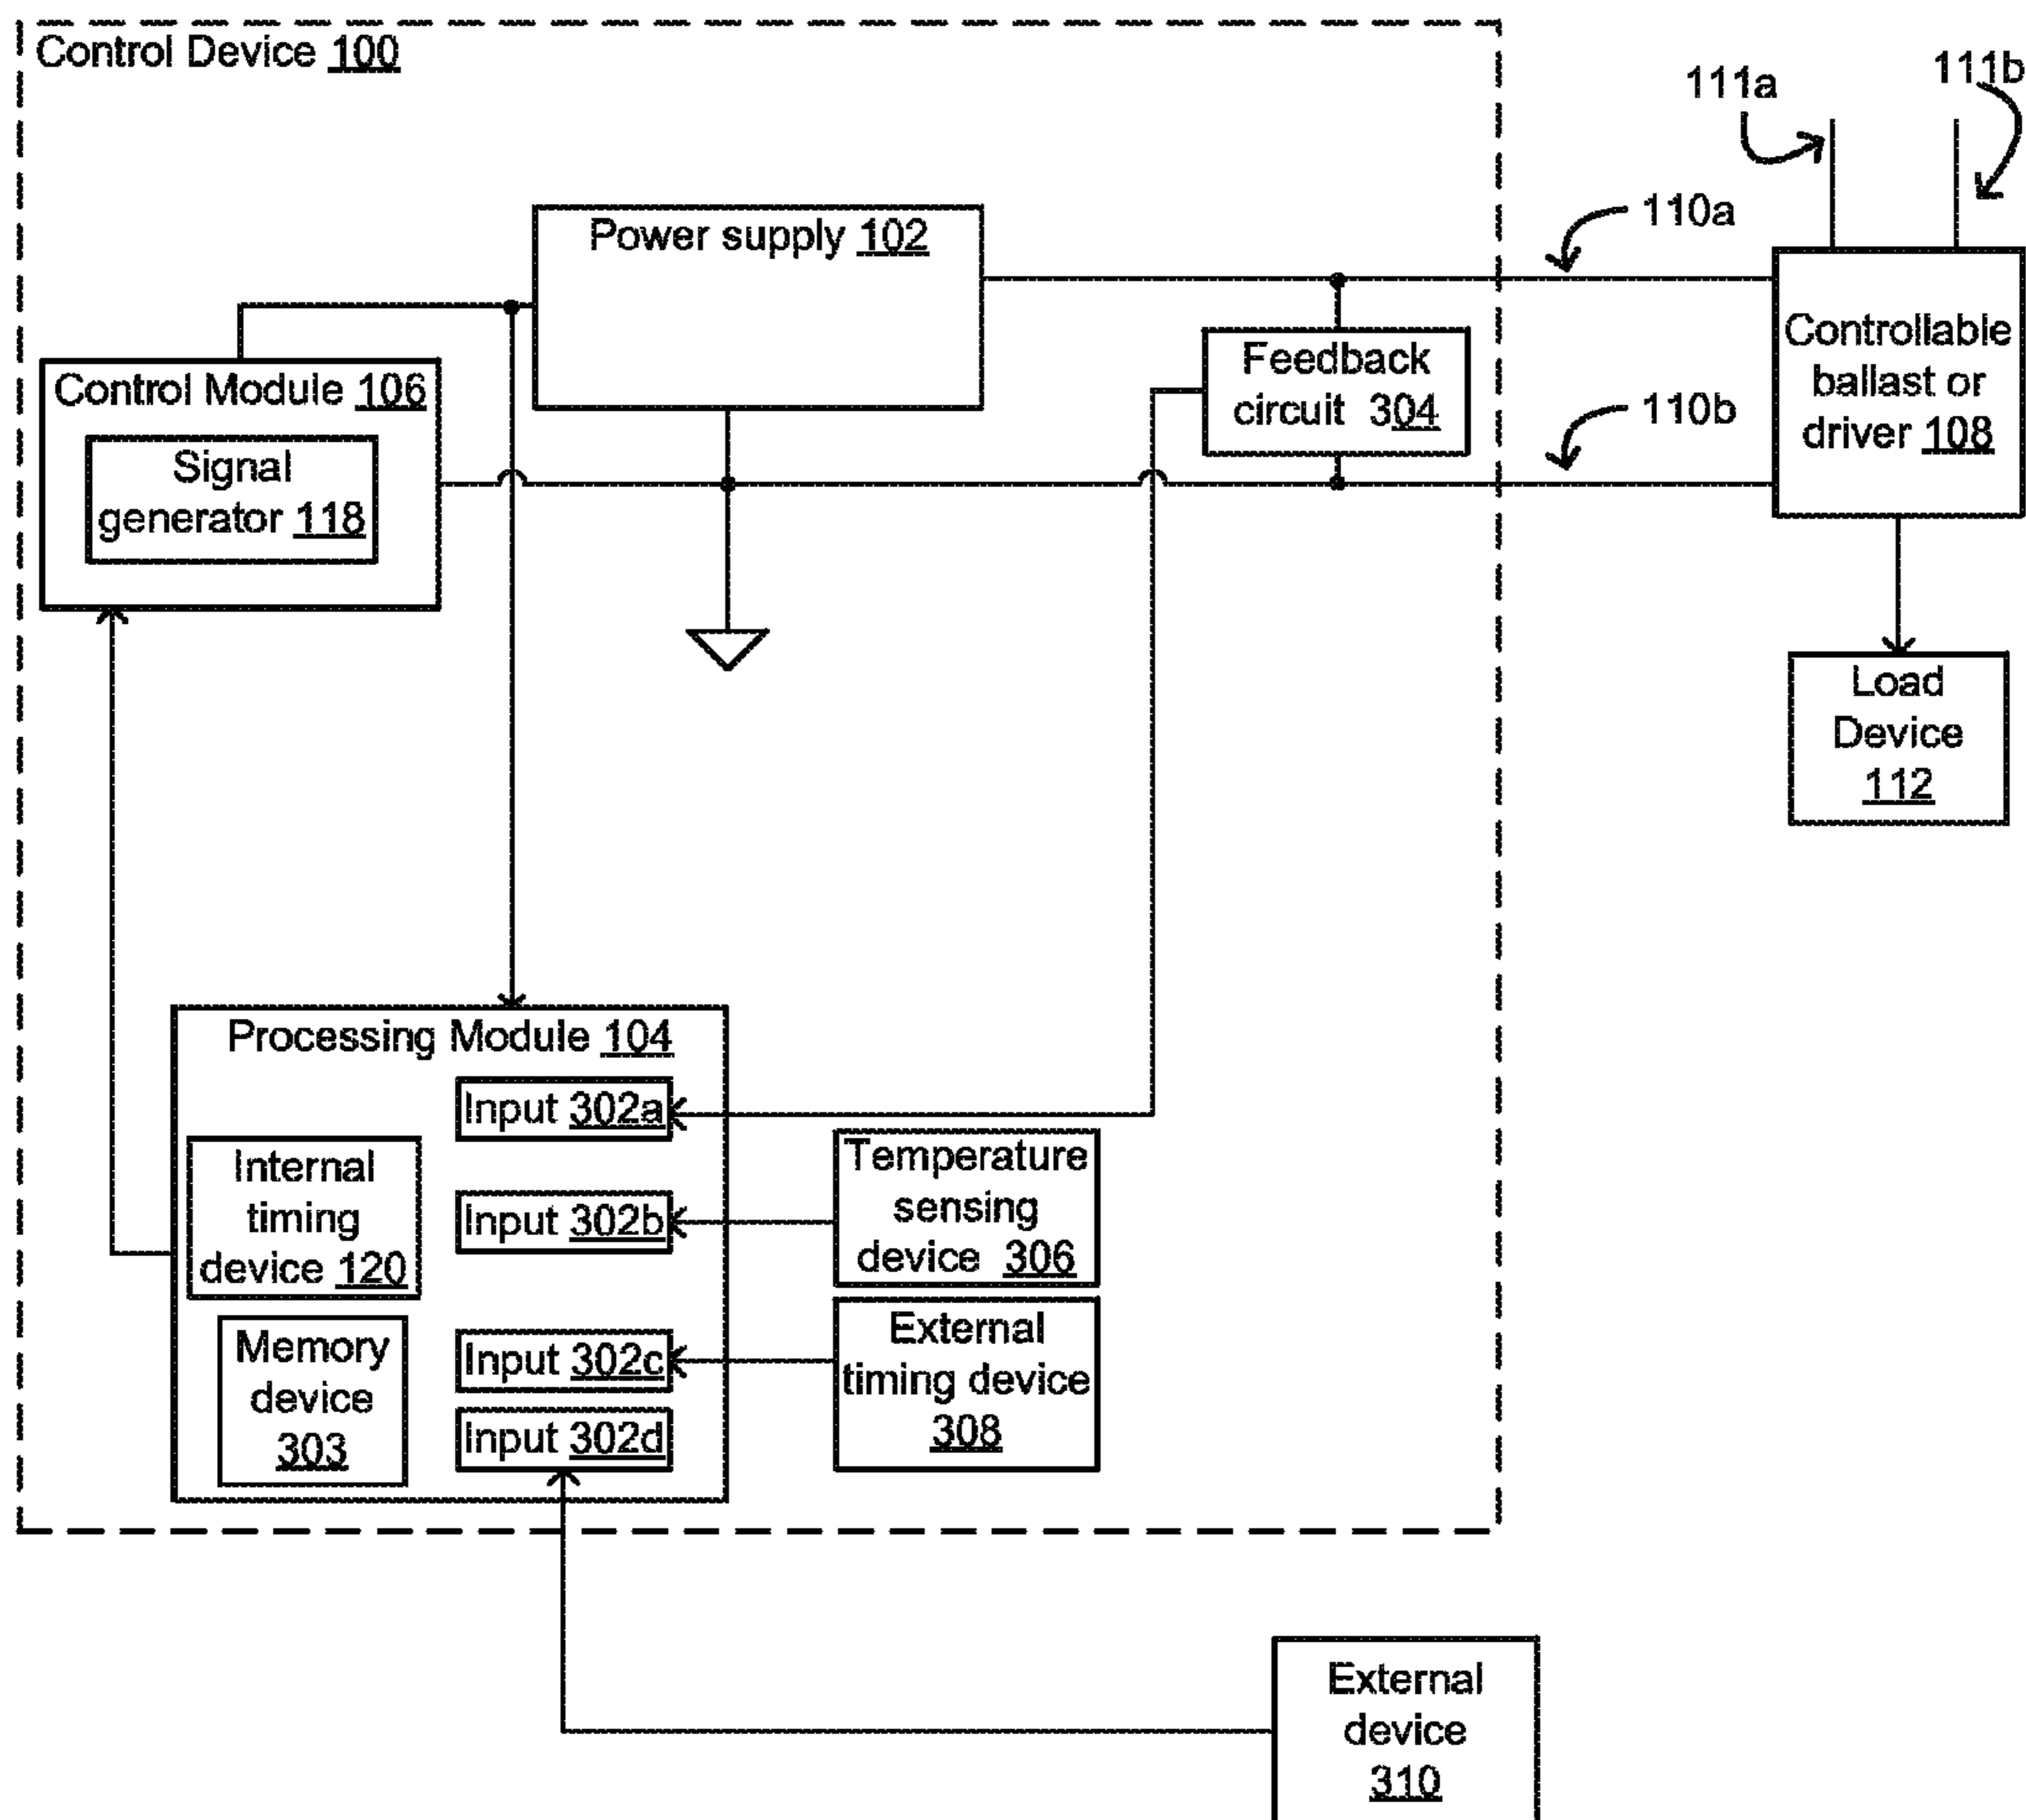 Control Device 100
111a
111b
110a
Power supply 102
Controllable
ballast or
driver 108
Feedback
circuit 304
110b
Control Module 106
Signal
generator 118
Load
Device
112
Processing Module 104
Input 302a
Internal
timing
device 120
Input 302b
Temperature
sensing
device 306
Memory
device
303
Input 302c
Input 302d
External
timing device
308
External
device
310